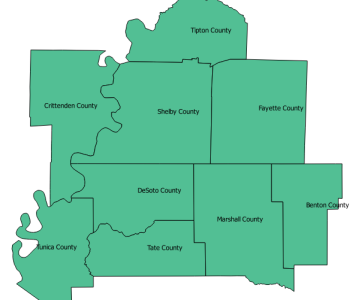 Tipton County
Crittenden County
Shelby County
Fayette County
DeSoto County
Benton County
Marshall County
Tunica County
Tate County